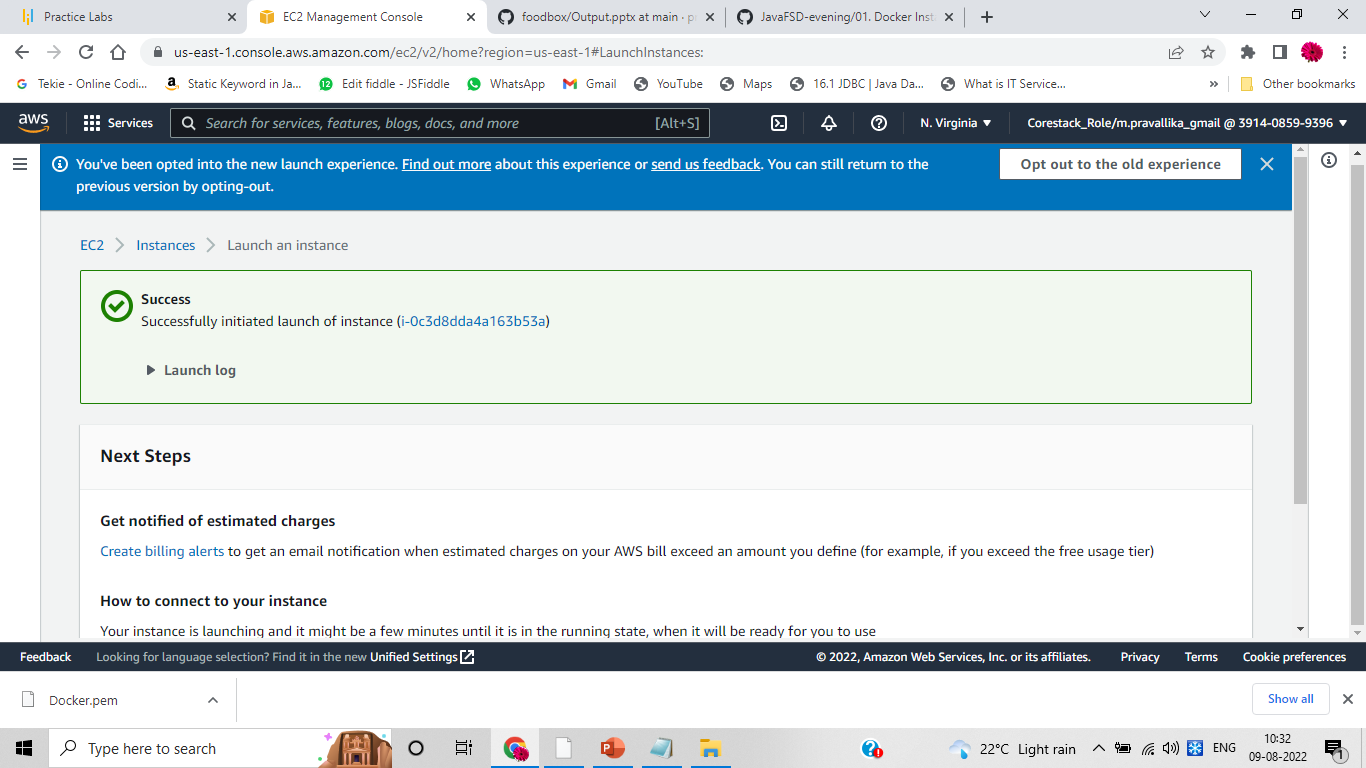 Practice Labs
EC2 Management Console
foodbox/Output.pptx at main · p
JavaFSD-evening/01. Docker Inst
us-east-1.console.aws.amazon.com/ec2/v2/home?region=us-east-1#LaunchInstances:
Tekie - Online Codi...
Static Keyword in Ja...
12
Edit fiddle - JSFiddle
WhatsApp
Gmail
YouTube
Maps
16.1 JDBC | Java Da...
What is IT Service...
»
Other bookmarks
aws
Services
Search for services, features, blogs, docs, and more
[Alt+S]
N. Virginia
Corestack_Role/m.pravallika_gmail @ 3914-0859-9396
You've been opted into the new launch experience. Find out more about this experience or send us feedback. You can still return to the
previous version by opting-out.
Opt out to the old experience
EC2
Instances
Launch an instance
Success
Successfully initiated launch of instance (i-0c3d8dda4a163b53a)
Launch log
Next Steps
Get notified of estimated charges
Create billing alerts to get an email notification when estimated charges on your AWS bill exceed an amount you define (for example, if you exceed the free usage tier)
How to connect to your instance
Your instance is launching and it might be a few minutes until it is in the running state, when it will be ready for you to use
Feedback
Looking for language selection? Find it in the new Unified Settings
© 2022, Amazon Web Services, Inc. or its affiliates.
Privacy
Terms
Cookie preferences
Docker.pem
Show all
Type here to search
22°C Light rain
ENG
10:32
09-08-2022
1